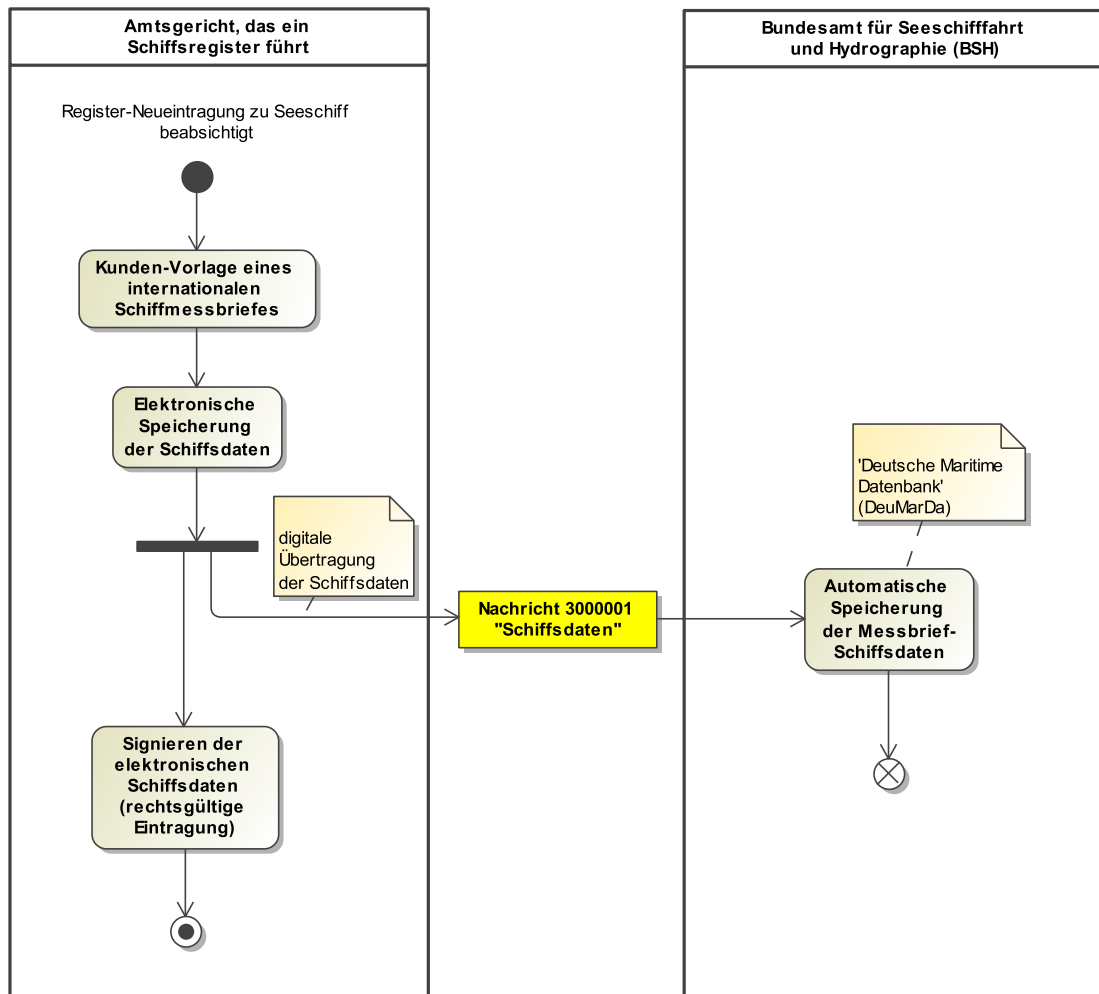 Amtsgericht, das ein
Schiffsregister führt
Bundesamt für Seeschifffahrt
und Hydrographie (BSH)
Register-Neueintragung zu Seeschiff
beabsichtigt
Kunden-Vorlage eines
internationalen
Schiffmessbriefes
Elektronische
Speicherung
der Schiffsdaten
digitale
Übertragung
der Schiffsdaten
Nachricht 3000001
"Schiffsdaten"
'Deutsche Maritime
Datenbank'
(DeuMarDa)
Automatische
Speicherung
der Messbrief-
Schiffsdaten
Signieren der
elektronischen
Schiffsdaten
(rechtsgültige
Eintragung)